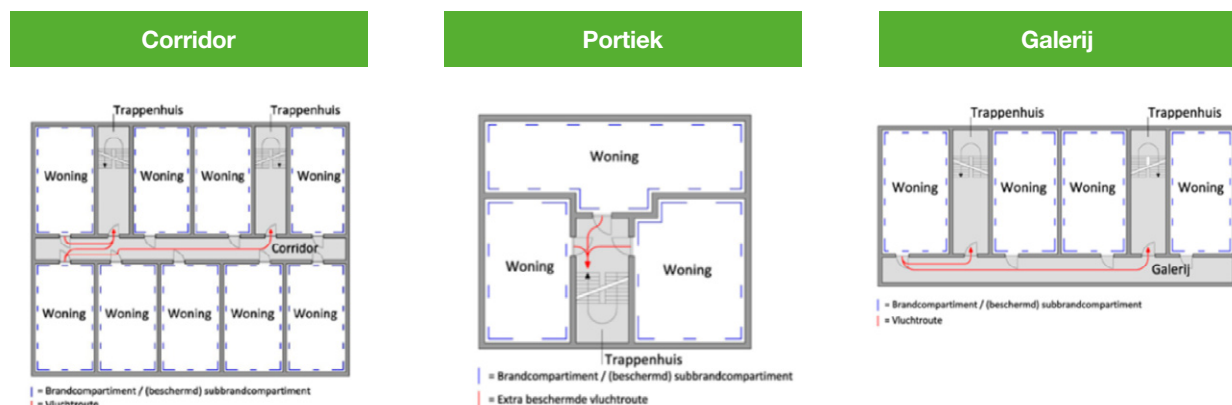 Corridor
Trappenhuis Trappenhuis
Woning Woning Woning Woning
Corridor
Woning Woning Woning Woning Woning
= Brandcompartiment / (beschermd) subbrandcompartiment
= Vluchtroute
Portiek
Woning
Woning Woning
Trappenhuis
= Brandcompartiment / (beschermd) subbrandcompartiment
= Extra beschermde vluchtroute
Galerij
Trappenhuis Trappenhuis
Woning Woning Woning Woning
Galerij
= Brandcompartiment / (beschermd) subbrandcompartiment
= Vluchtroute